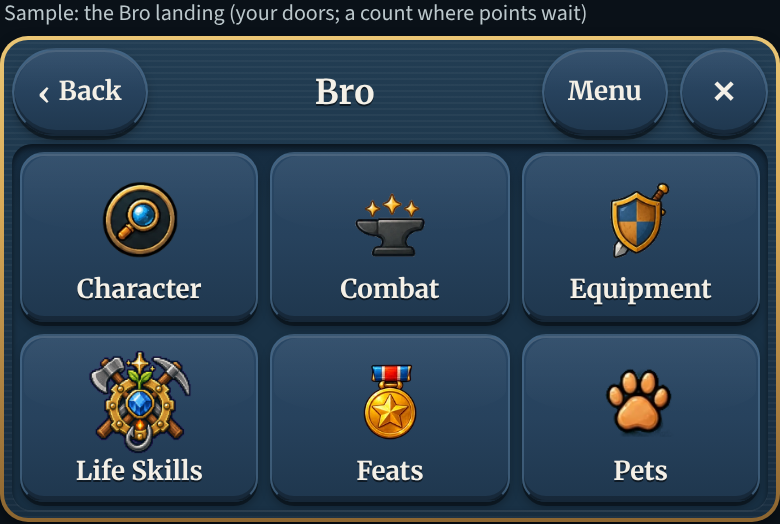 Sample: the Bro landing (your doors; a count where points wait)
‹ Back
Bro
Menu
✕
Character
Combat
Equipment
Life Skills
Feats
Pets